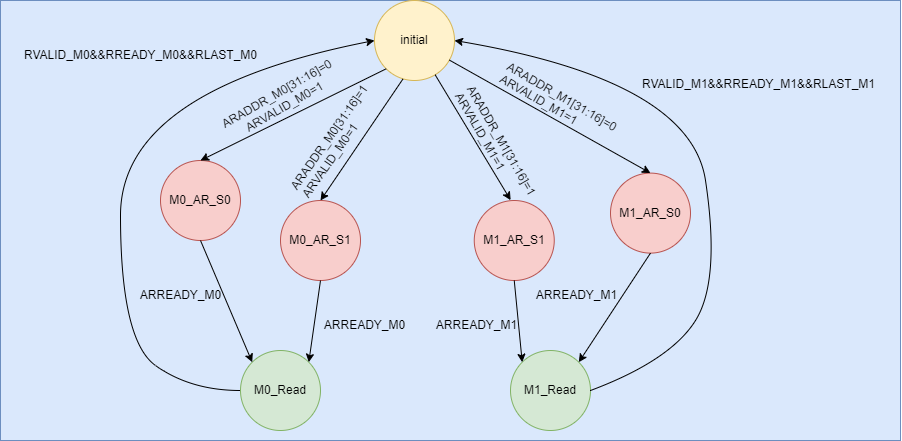 initial
RVALID_M0&&RREADY_M0&&RLAST_M0
RVALID_M1&&RREADY_M1&&RLAST_M1
ARADDR_M0[31:16]=0
ARVALID_M0=1
ARADDR_M0[31:16]=1
ARVALID_M0=1
ARADDR_M1[31:16]=1
ARVALID_M1=1
ARADDR_M1[31:16]=0
ARVALID_M1=1
M0_AR_S0
M0_AR_S1
M1_AR_S1
M1_AR_S0
ARREADY_M0
ARREADY_M0
ARREADY_M1
ARREADY_M1
M0_Read
M1_Read